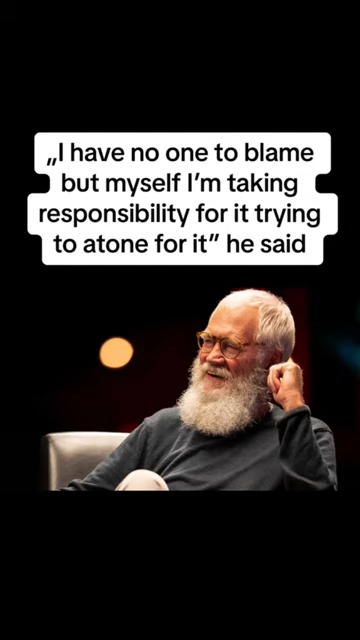 „I have no one to blame
but myself I’m taking
responsibility for it trying
to atone for it” he said